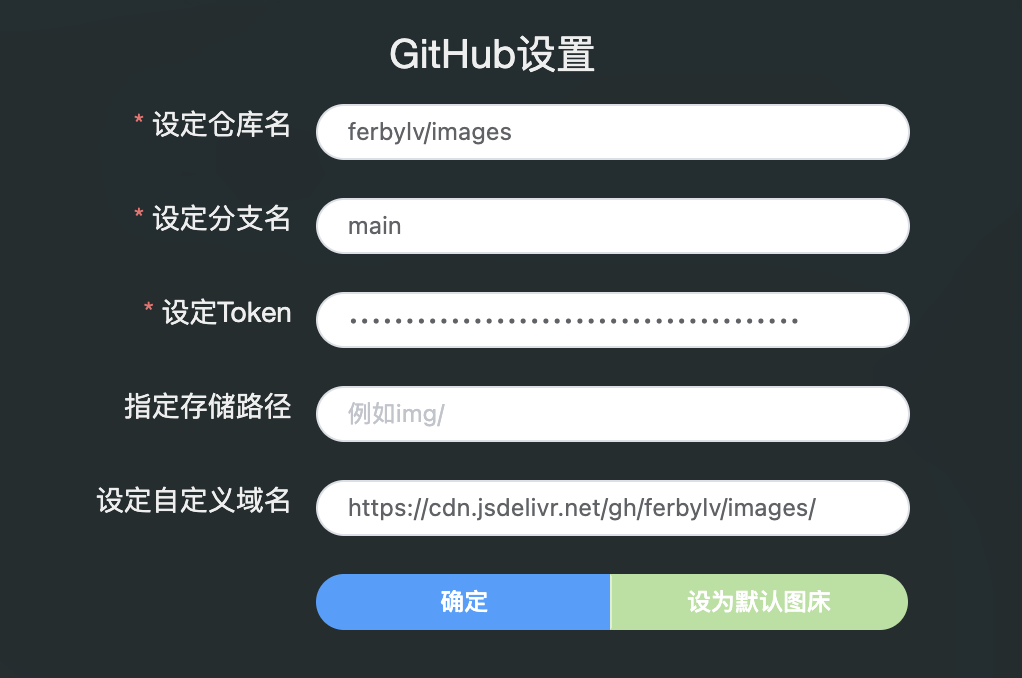 GitHub设置
* 设定仓库名
ferbylv/images
* 设定分支名
main
* 设定Token
••••••••••••••••••••••••••••••••••••••••
指定存储路径
例如img/
设定自定义域名
https://cdn.jsdelivr.net/gh/ferbylv/images/
确定
设为默认图床